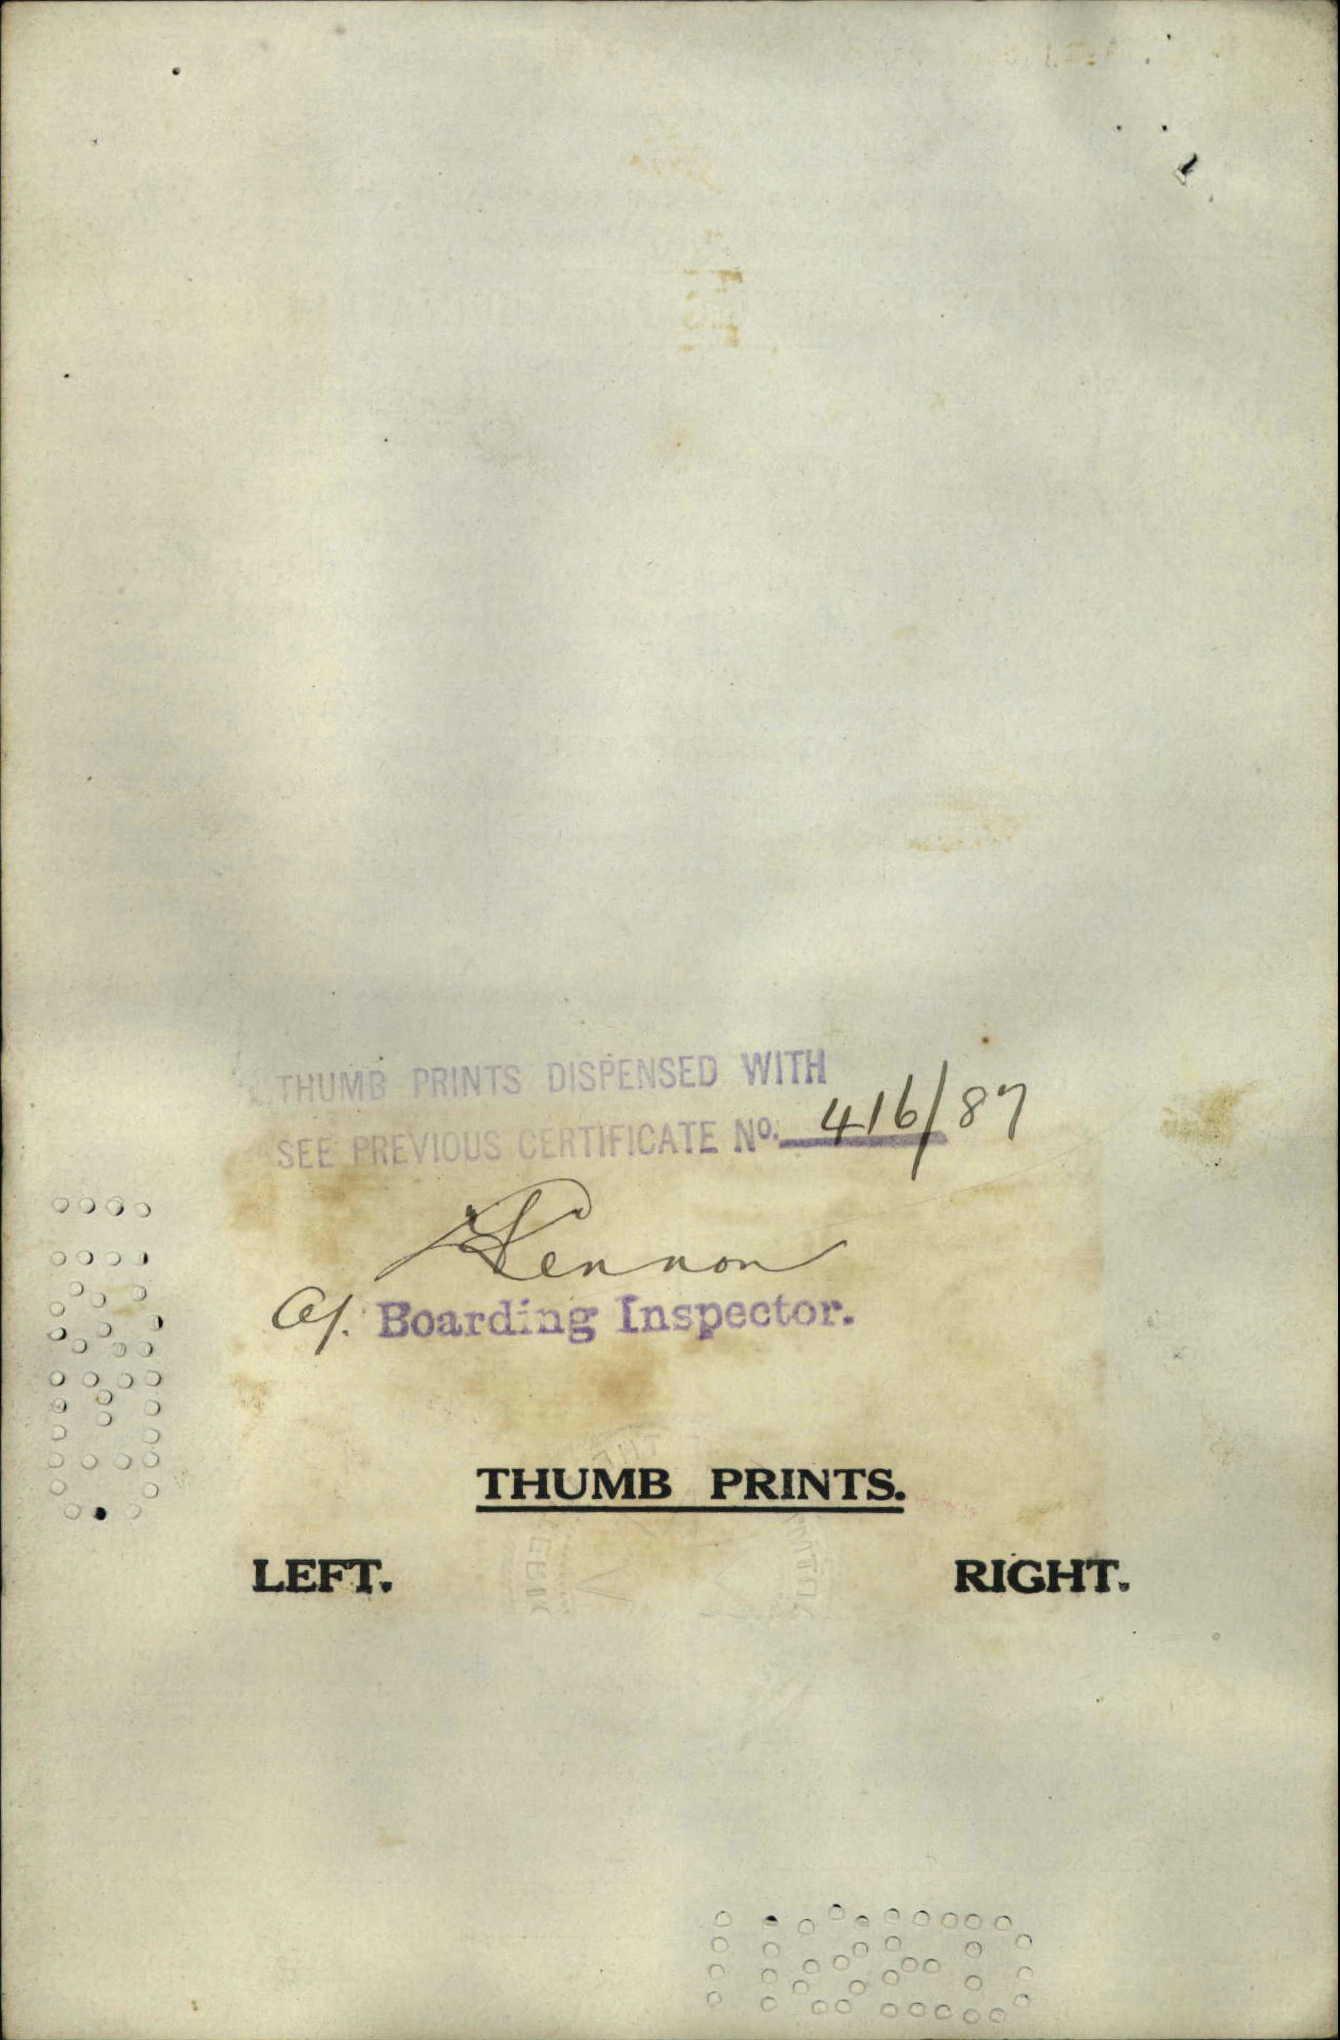 THUMB PRINTS DISPENSED WITH
SEE PREVIOUS CERTIFICATE No. 416/87
Lennon
Boarding Inspector.
THUMB PRINTS.
LEFT. RIGHT.